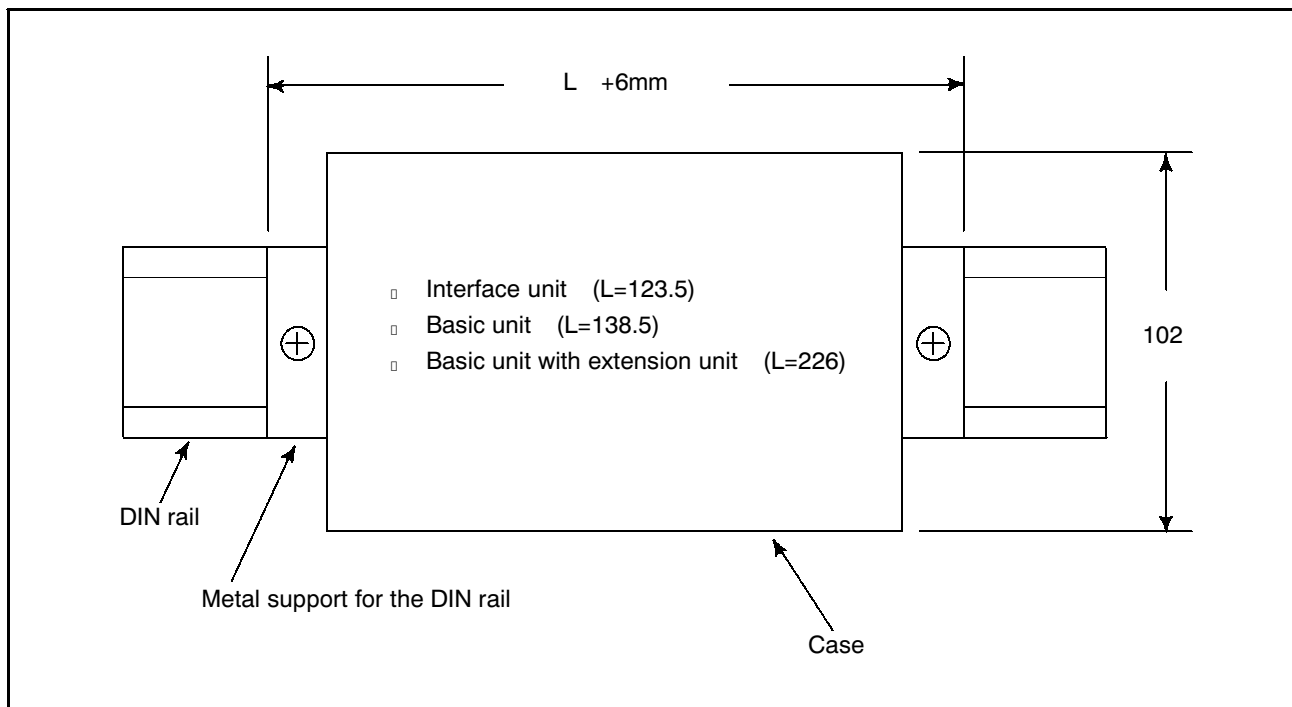 L +6mm
▯ Interface unit (L=123.5)
▯ Basic unit (L=138.5)
▯ Basic unit with extension unit (L=226)
102
DIN rail
Metal support for the DIN rail
Case